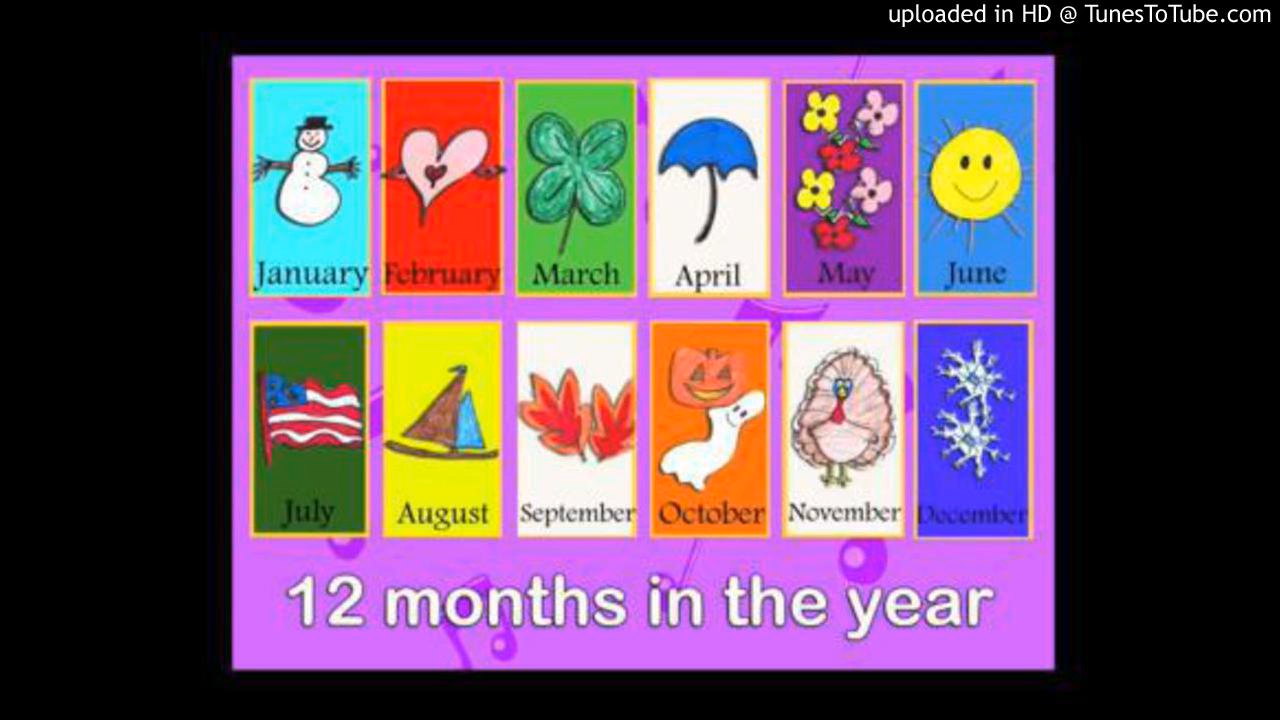 uploaded in HD @ TunesToTube.com
January February March April May June
July August September October November December
12 months in the year